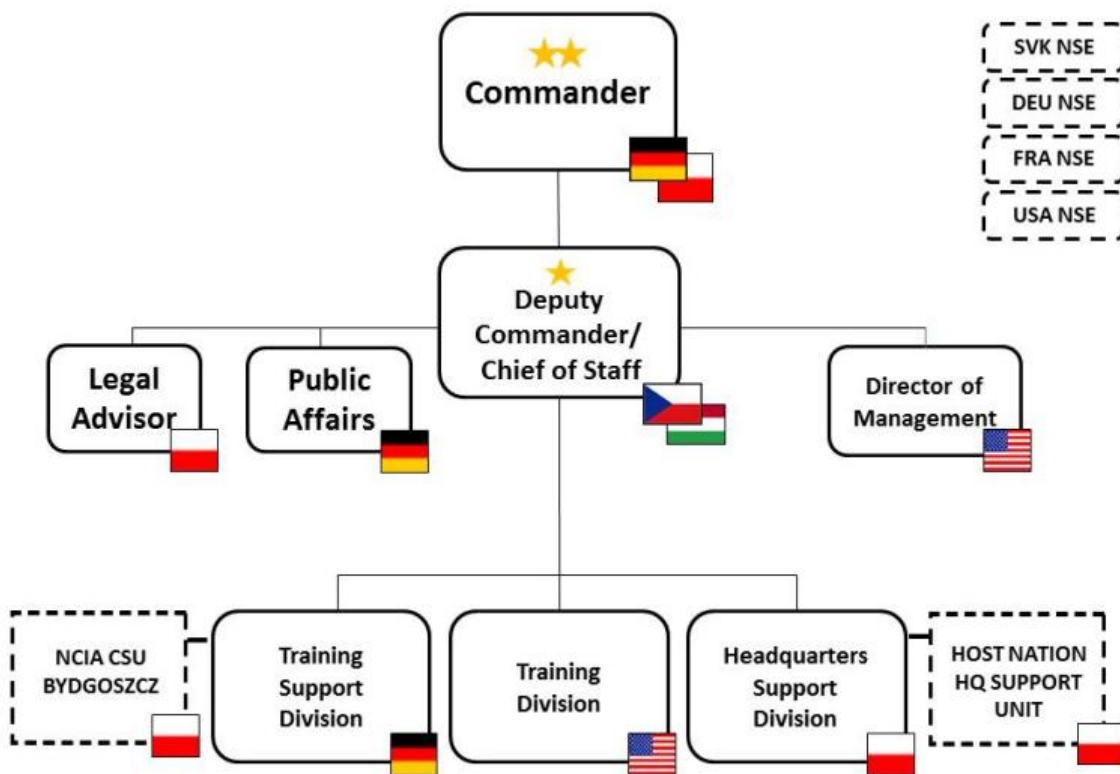 Commander
SVK NSE
DEU NSE
FRA NSE
USA NSE
Deputy
Commander/
Chief of Staff
Legal
Advisor
Public
Affairs
Director of
Management
NCIA CSU
BYDGOSZCZ
Training
Support
Division
Training
Division
Headquarters
Support
Division
HOST NATION
HQ SUPPORT
UNIT